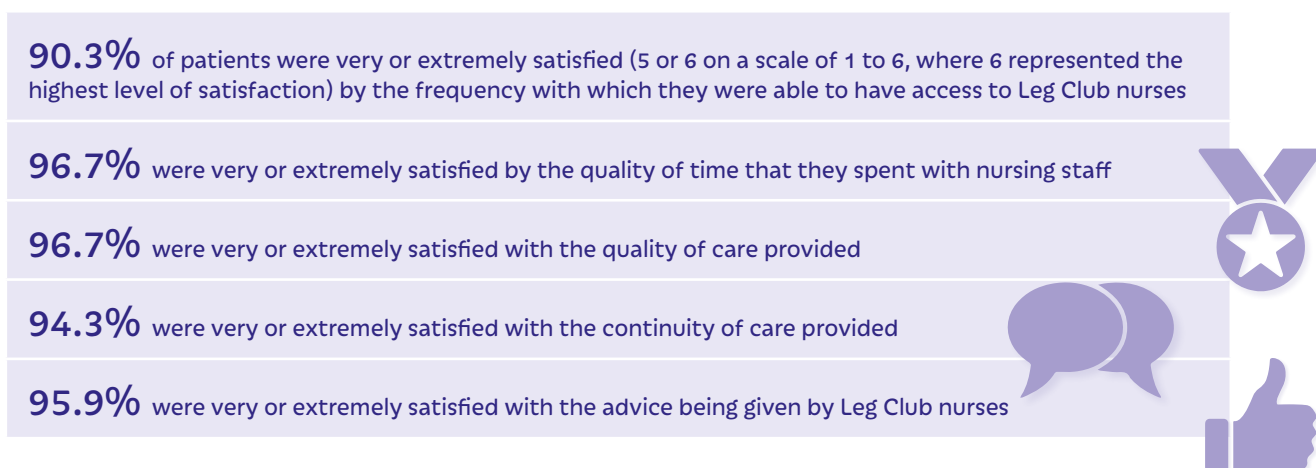 90.3% of patients were very or extremely satisfied (5 or 6 on a scale of 1 to 6, where 6 represented the
highest level of satisfaction) by the frequency with which they were able to have access to Leg Club nurses
96.7% were very or extremely satisfied by the quality of time that they spent with nursing staff
96.7% were very or extremely satisfied with the quality of care provided
94.3% were very or extremely satisfied with the continuity of care provided
95.9% were very or extremely satisfied with the advice being given by Leg Club nurses